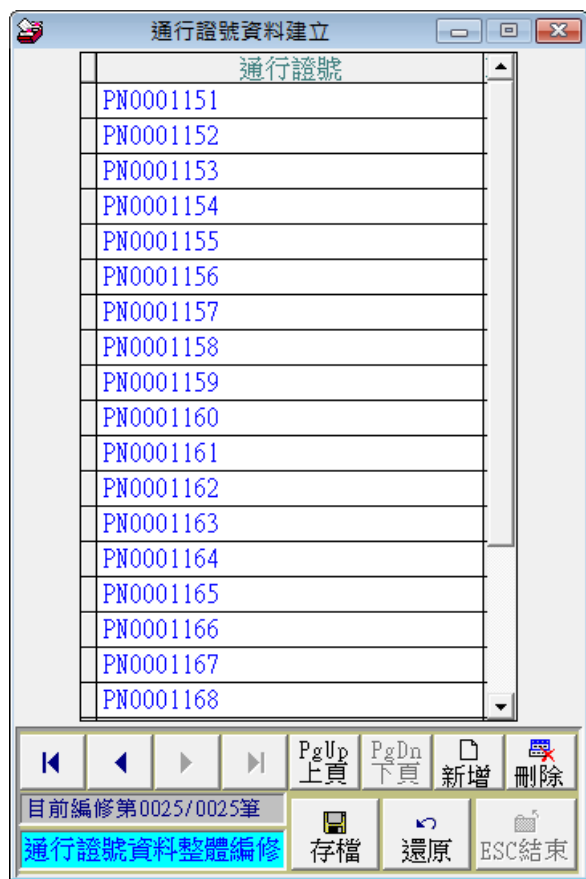 通行證號資料建立
通行證號
PN0001151
PN0001152
PN0001153
PN0001154
PN0001155
PN0001156
PN0001157
PN0001158
PN0001159
PN0001160
PN0001161
PN0001162
PN0001163
PN0001164
PN0001165
PN0001166
PN0001167
PN0001168
PgUp 上頁
PgDn 下頁
新增
刪除
目前編修第0025/0025筆
通行證號資料整體編修
存檔
還原
ESC結束